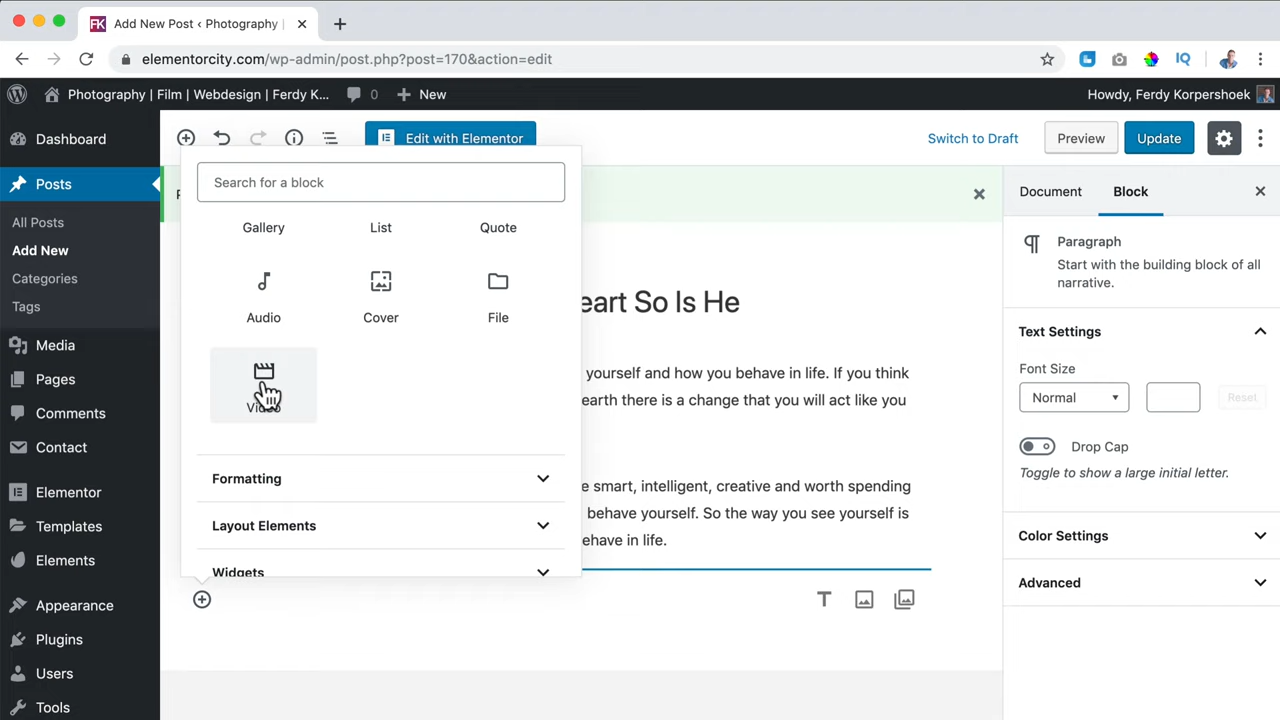 Add New Post ‹ Photography |
elementorcity.com/wp-admin/post.php?post=170&action=edit
Photography | Film | Webdesign | Ferdy K... 0 New
Howdy, Ferdy Korpershoek
Dashboard
Posts
All Posts
Add New
Categories
Tags
Media
Pages
Comments
Contact
Elementor
Templates
Elements
Appearance
Plugins
Users
Tools
Edit with Elementor
Switch to Draft
Preview
Update
Search for a block
Gallery List Quote
Audio Cover File
Video
Formatting
Layout Elements
Widgets
eart So Is He
yourself and how you behave in life. If you think
earth there is a change that you will act like you
e smart, intelligent, creative and worth spending
behave yourself. So the way you see yourself is
ehave in life.
Document Block
Paragraph
Start with the building block of all
narrative.
Text Settings
Font Size
Normal
Reset
Drop Cap
Toggle to show a large initial letter.
Color Settings
Advanced